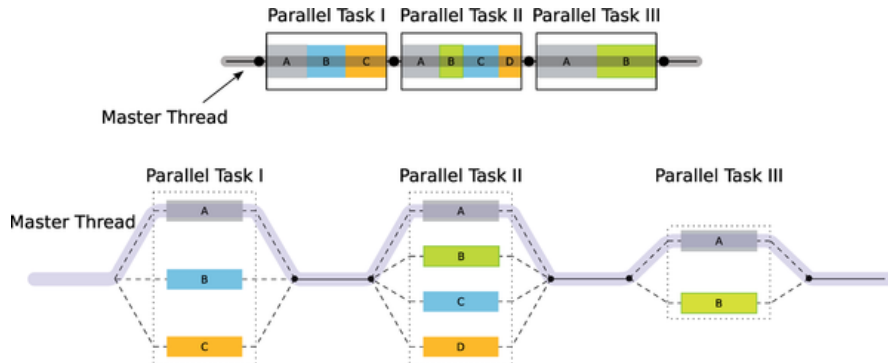 Parallel Task I Parallel Task II Parallel Task III
A B C A B C D A B
Master Thread
Parallel Task I Parallel Task II Parallel Task III
Master Thread
A A A
B B B
C C
D